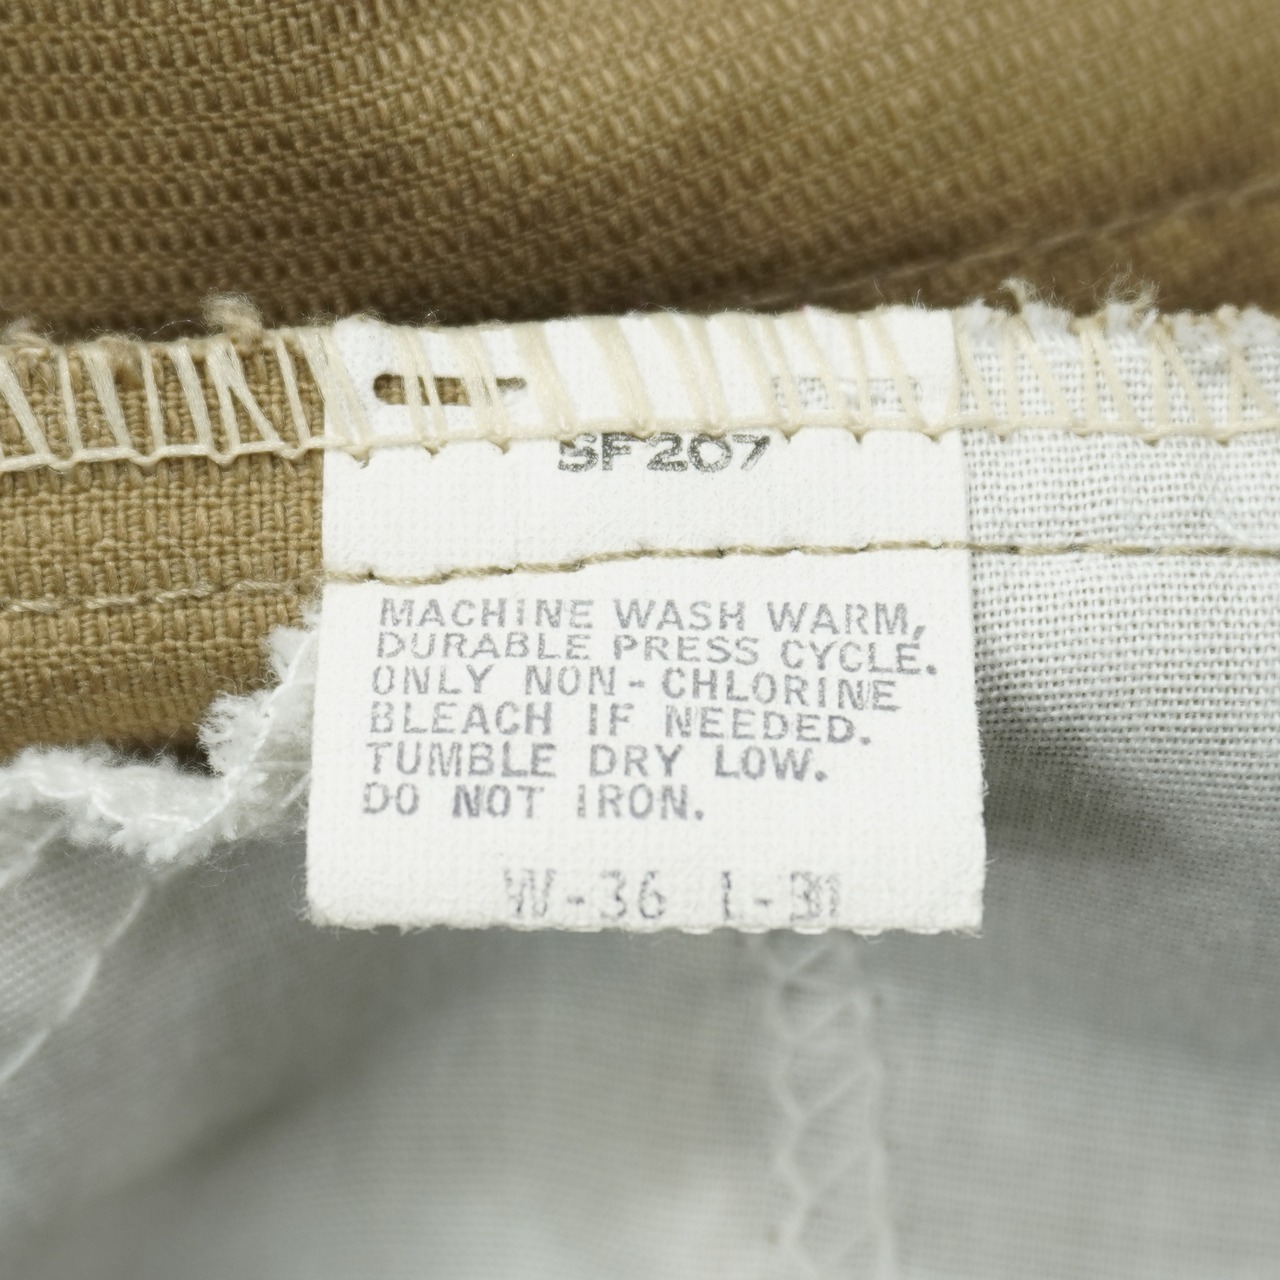 SF207
MACHINE WASH WARM,
DURABLE PRESS CYCLE.
ONLY NON-CHLORINE
BLEACH IF NEEDED.
TUMBLE DRY LOW.
DO NOT IRON.
W-36